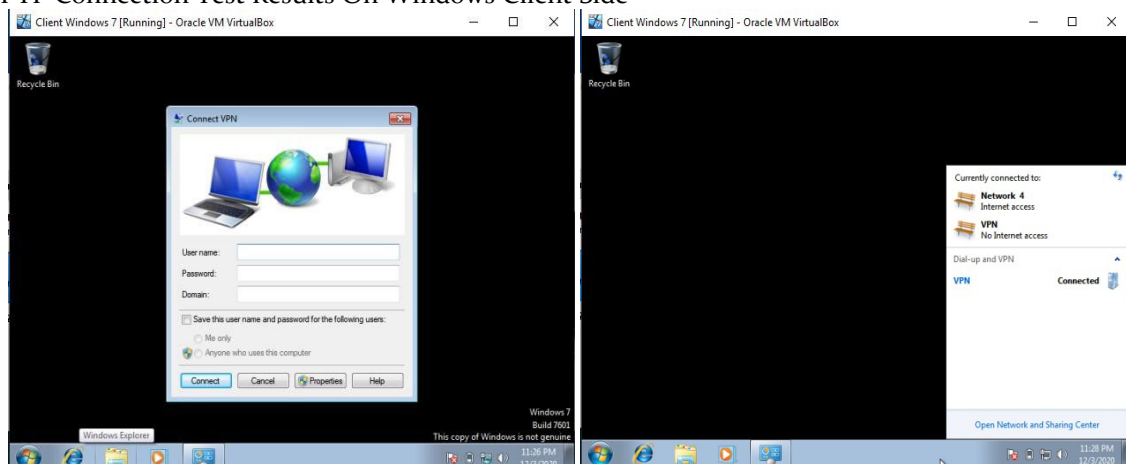 Connection Test Results On Windows Client Side
Client Windows 7 [Running] - Oracle VM VirtualBox
Recycle Bin
Connect VPN
User name:
Password:
Domain:
Save this user name and password for the following users:
Me only
Anyone who uses this computer
Connect Cancel Properties Help
Windows 7
Build 7601
This copy of Windows is not genuine
Windows Explorer
11:26 PM
12/3/2020
Client Windows 7 [Running] - Oracle VM VirtualBox
Recycle Bin
Currently connected to:
Network 4
Internet access
VPN
No Internet access
Dial-up and VPN
VPN Connected
Open Network and Sharing Center
11:28 PM
12/3/2020